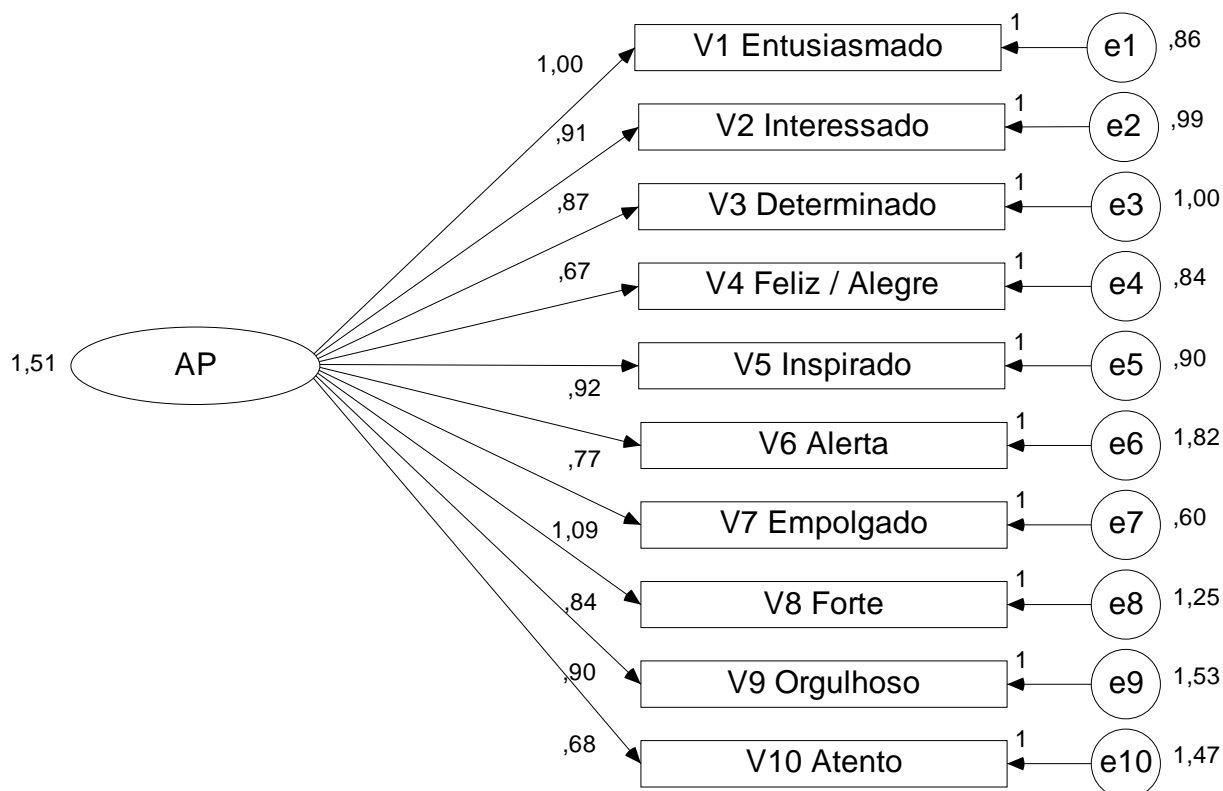 1,00
V1 Entusiasmado
1
e1
,86
,91
V2 Interessado
1
e2
,99
,87
V3 Determinado
1
e3
1,00
,67
V4 Feliz / Alegre
1
e4
,84
1,51
AP
,92
V5 Inspirado
1
e5
,90
,77
V6 Alerta
1
e6
1,82
1,09
V7 Empolgado
1
e7
,60
,84
V8 Forte
1
e8
1,25
,90
V9 Orgulhoso
1
e9
1,53
,68
V10 Atento
1
e10
1,47